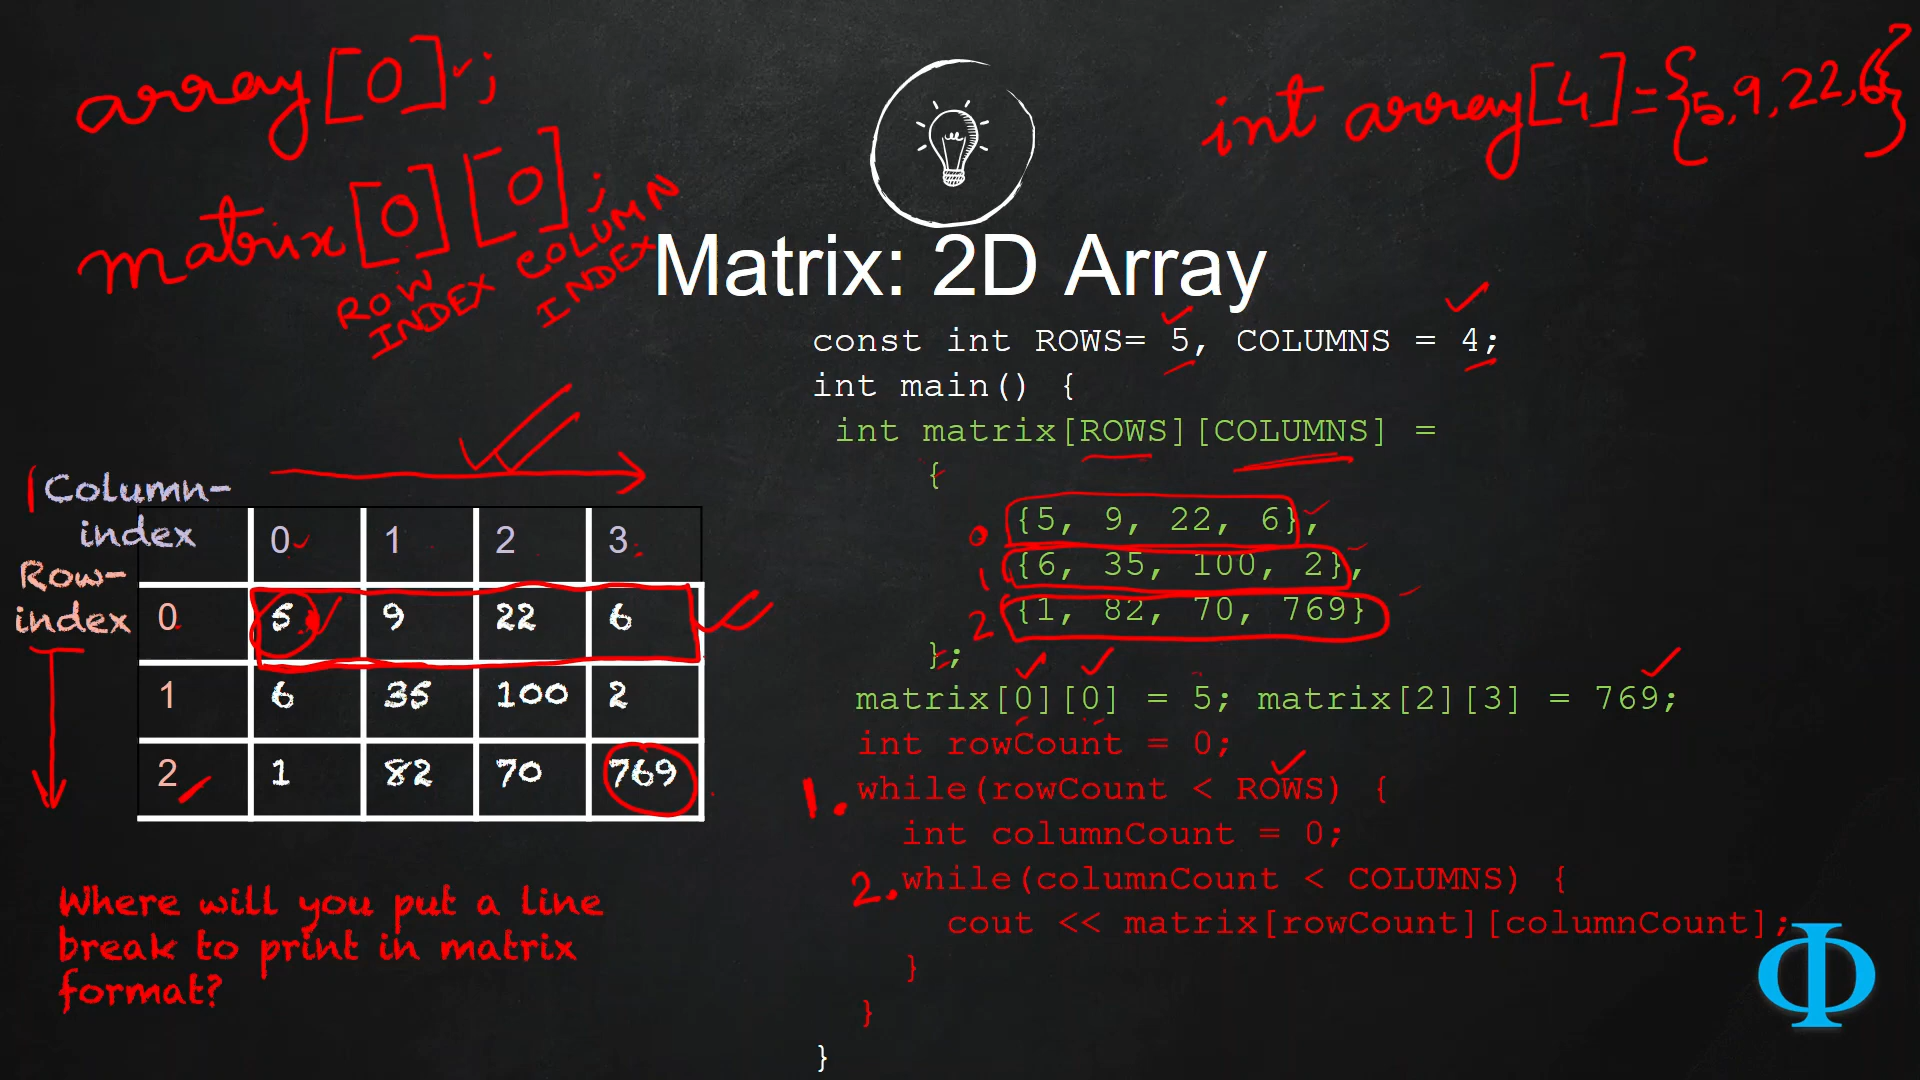 array[0];
int array[4]={5,9,22,6}
matrix[0][0];
ROW INDEX
COLUMN INDEX
Matrix: 2D Array
const int ROWS= 5, COLUMNS = 4;
int main() {
int matrix[ROWS][COLUMNS] =
{
0 {5, 9, 22, 6},
1 {6, 35, 100, 2},
2 {1, 82, 70, 769}
};
matrix[0][0] = 5; matrix[2][3] = 769;
int rowCount = 0;
1. while(rowCount < ROWS) {
int columnCount = 0;
2. while(columnCount < COLUMNS) {
cout << matrix[rowCount][columnCount];
}
}
}
Column-
index
Row-
index
0 1 2 3
0 5 9 22 6
1 6 35 100 2
2 1 82 70 769
Where will you put a line
break to print in matrix
format?
Φ